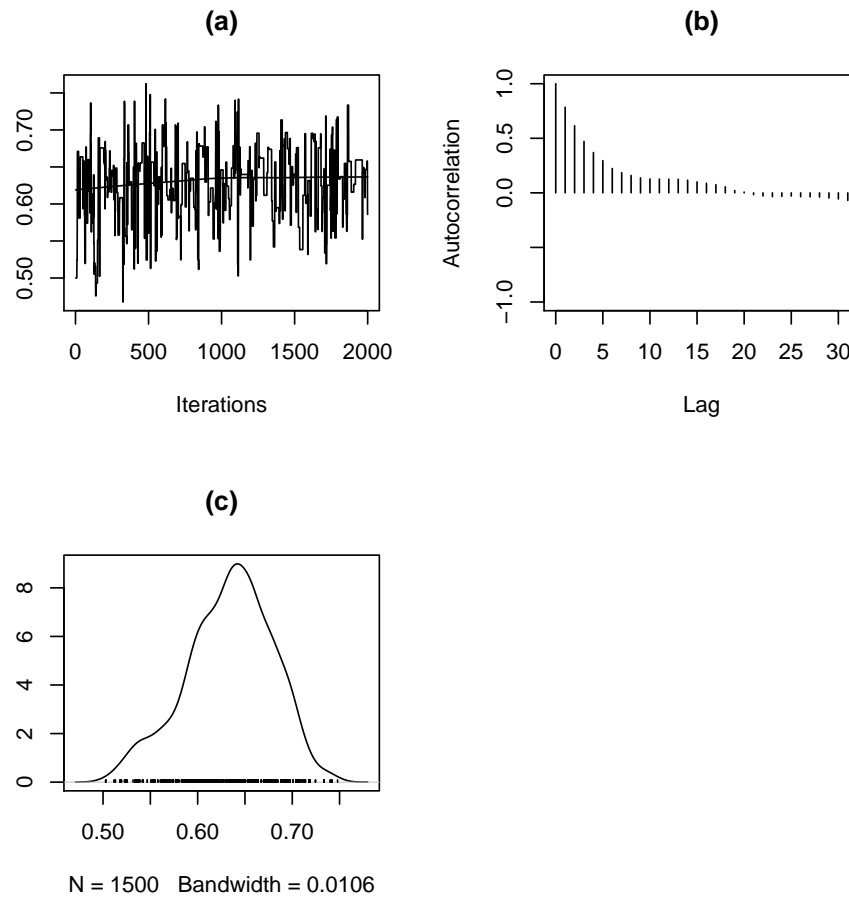 (a)
0.50
0.60
0.70
0 500 1000 1500 2000
Iterations
(b)
Autocorrelation
−1.0
0.0
0.5
1.0
0 5 10 15 20 25 30
Lag
(c)
0
2
4
6
8
0.50 0.60 0.70
N = 1500 Bandwidth = 0.0106